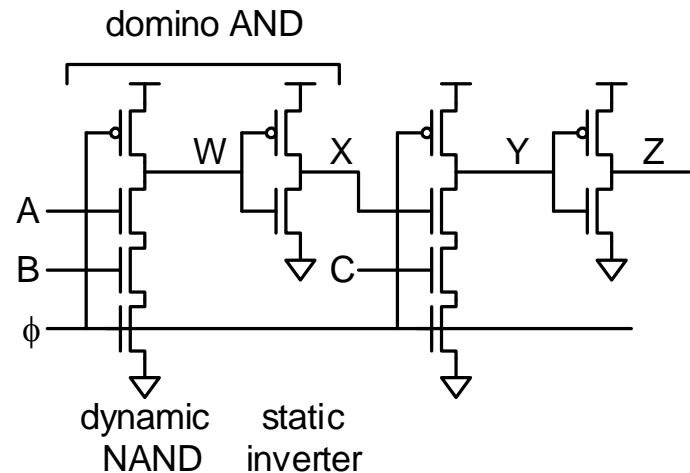 domino AND
W
X
Y
Z
A
B
C
ϕ
dynamic
NAND
static
inverter